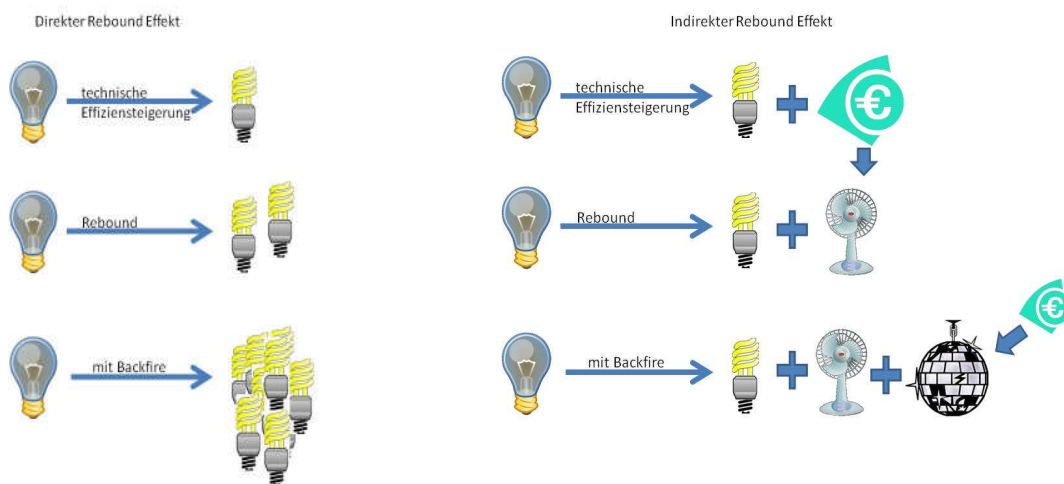 Direkter Rebound Effekt
technische
Effiziensteigerung
Rebound
mit Backfire
Indirekter Rebound Effekt
technische
Effiziensteigerung
€
Rebound
mit Backfire
€